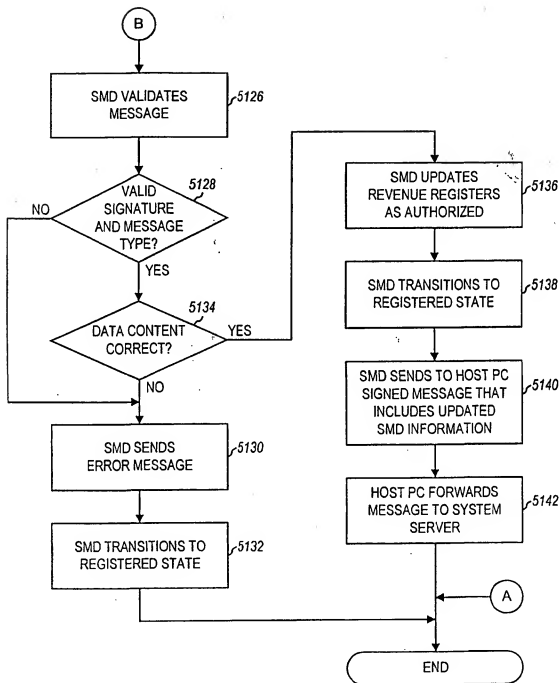 B
SMD VALIDATES
MESSAGE
5126
VALID
SIGNATURE
AND MESSAGE
TYPE?
5128
NO
YES
DATA CONTENT
CORRECT?
5134
YES
NO
SMD SENDS
ERROR MESSAGE
5130
SMD TRANSITIONS TO
REGISTERED STATE
5132
SMD UPDATES
REVENUE REGISTERS
AS AUTHORIZED
5136
SMD TRANSITIONS TO
REGISTERED STATE
5138
SMD SENDS TO HOST PC
SIGNED MESSAGE THAT
INCLUDES UPDATED
SMD INFORMATION
5140
HOST PC FORWARDS
MESSAGE TO SYSTEM
SERVER
5142
A
END